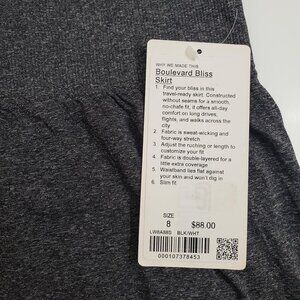 WHY WE MADE THIS
Boulevard Bliss
Skirt
1. Find your bliss in this
travel-ready skirt. Constructed
without seams for a smooth,
no-chafe fit, it offers all-day
comfort on long drives,
flights, and walks across the
city
2. Fabric is sweat-wicking and
four-way stretch
3. Adjust the ruching or length to
customize your fit
4. Fabric is double-layered for a
little extra coverage
5. Waistband lies flat against
your skin and won't dig in
6. Slim fit
SIZE
8 $88.00
LW8A88S BLK/WHT
000107378453